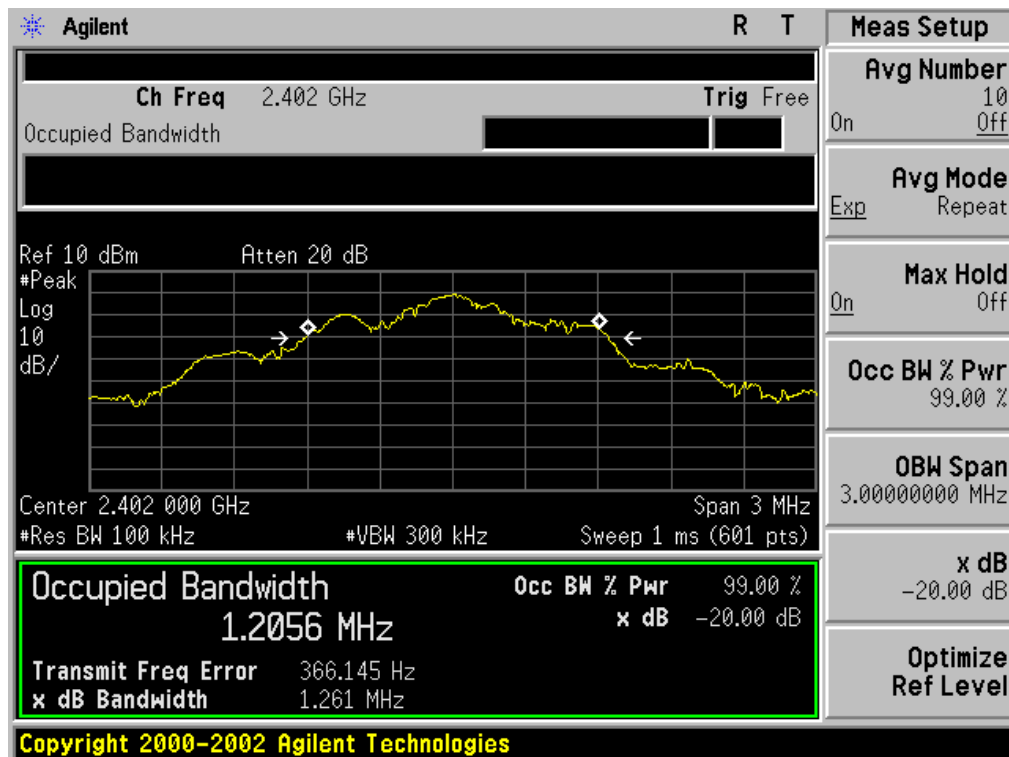 Agilent R T
Ch Freq 2.402 GHz Trig Free
Occupied Bandwidth
Ref 10 dBm Atten 20 dB
#Peak
Log
10
dB/
Center 2.402 000 GHz Span 3 MHz
#Res BW 100 kHz #VBW 300 kHz Sweep 1 ms (601 pts)
Occupied Bandwidth Occ BW % Pwr 99.00 %
1.2056 MHz x dB -20.00 dB
Transmit Freq Error 366.145 Hz
x dB Bandwidth 1.261 MHz
Copyright 2000-2002 Agilent Technologies
Meas Setup
Avg Number
10
On Off
Avg Mode
Exp Repeat
Max Hold
On Off
Occ BW % Pwr
99.00 %
OBW Span
3.00000000 MHz
x dB
-20.00 dB
Optimize
Ref Level